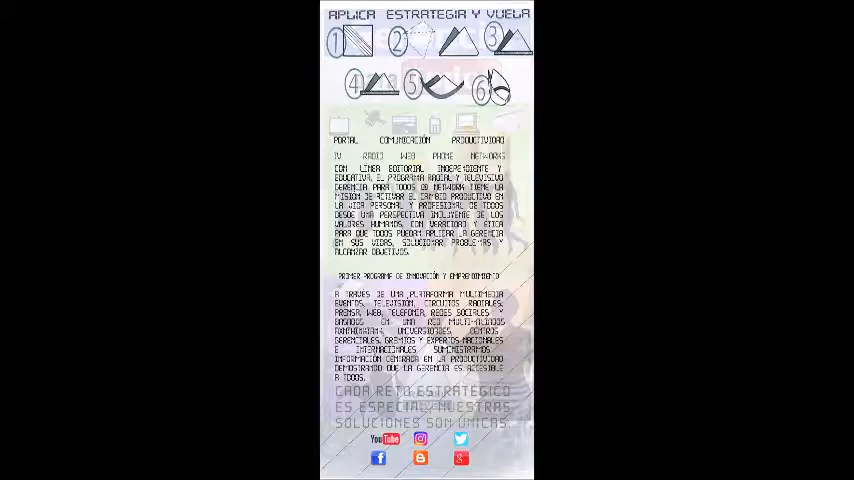 APLICA ESTRATEGIA Y VUELA
1 2 3
4 5 6
PORTAL COMUNICACIÓN PRODUCTIVIDAD
TV RADIO WEB PHONE NETWORKS
CON LÍNEA EDITORIAL INDEPENDIENTE Y
EDUCATIVA, EL PROGRAMA RADIAL Y TELEVISIVO
GERENCIA PARA TODOS @ NETWORK TIENE LA
MISION DE ACTIVAR EL CAMBIO PRODUCTIVO EN
LA VIDA PERSONAL Y PROFESIONAL DE TODOS
DESDE UNA PERSPECTIVA INCLUYENTE DE LOS
VALORES HUMANOS, CON VERACIDAD Y ÉTICA
PARA QUE TODOS PUEDAN APLICAR LA GERENCIA
EN SUS VIDAS, SOLUCIONAR PROBLEMAS Y
ALCANZAR OBJETIVOS.
PRIMER PROGRAMA DE INNOVACIÓN Y EMPRENDIMIENTO
A TRAVÉS DE UNA PLATAFORMA MULTIMEDIA
EVENTOS, TELEVISIÓN, CIRCUITOS RADIALES,
PRENSA, WEB, TELEFONIA, REDES SOCIALES Y
BASADOS EN UNA RED MULTI-ALIADOS
UNIVERSIDADES, CENTROS
GERENCIALES, GREMIOS Y EXPERTOS NACIONALES
E INTERNACIONALES SUMINISTRAMOS
INFORMACIÓN CENTRADA EN LA PRODUCTIVIDAD
DEMOSTRANDO QUE LA GERENCIA ES ACCESIBLE
A TODOS.
CADA RETO ESTRATEGICO
ES ESPECIAL, NUESTRAS
SOLUCIONES SON UNICAS.
YouTube